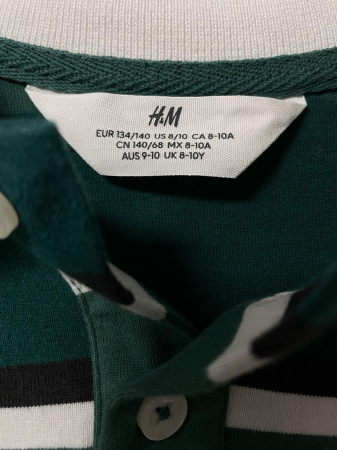 H&M
EUR 134/140 US 8/10 CA 8-10A
CN 140/68 MX 8-10A
AUS 9-10 UK 8-10Y